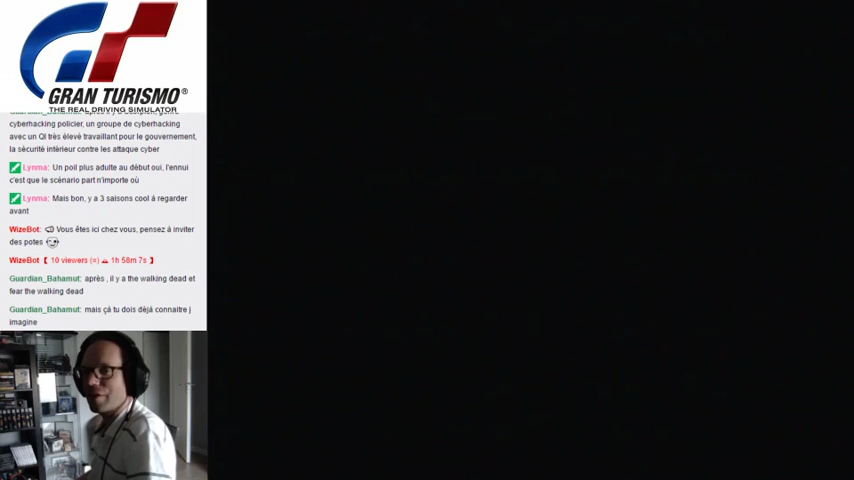 GRAN TURISMO®
THE REAL DRIVING SIMULATOR
cyberhacking policier, un groupe de cyberhacking
avec un QI très élevé travaillant pour le gouvernement,
la sécurité intérieur contre les attaque cyber
Lynma: Un poil plus adulte au début oui, l'ennui
c'est que le scénario part n'importe où
Lynma: Mais bon, y a 3 saisons cool à regarder
avant
WizeBot: Vous êtes ici chez vous, pensez à inviter
des potes
WizeBot 【 10 viewers (=) 1h 58m 7s 】
Guardian_Bahamut: après , il y a the walking dead et
fear the walking dead
Guardian_Bahamut: mais çà tu dois déjà connaitre j
imagine